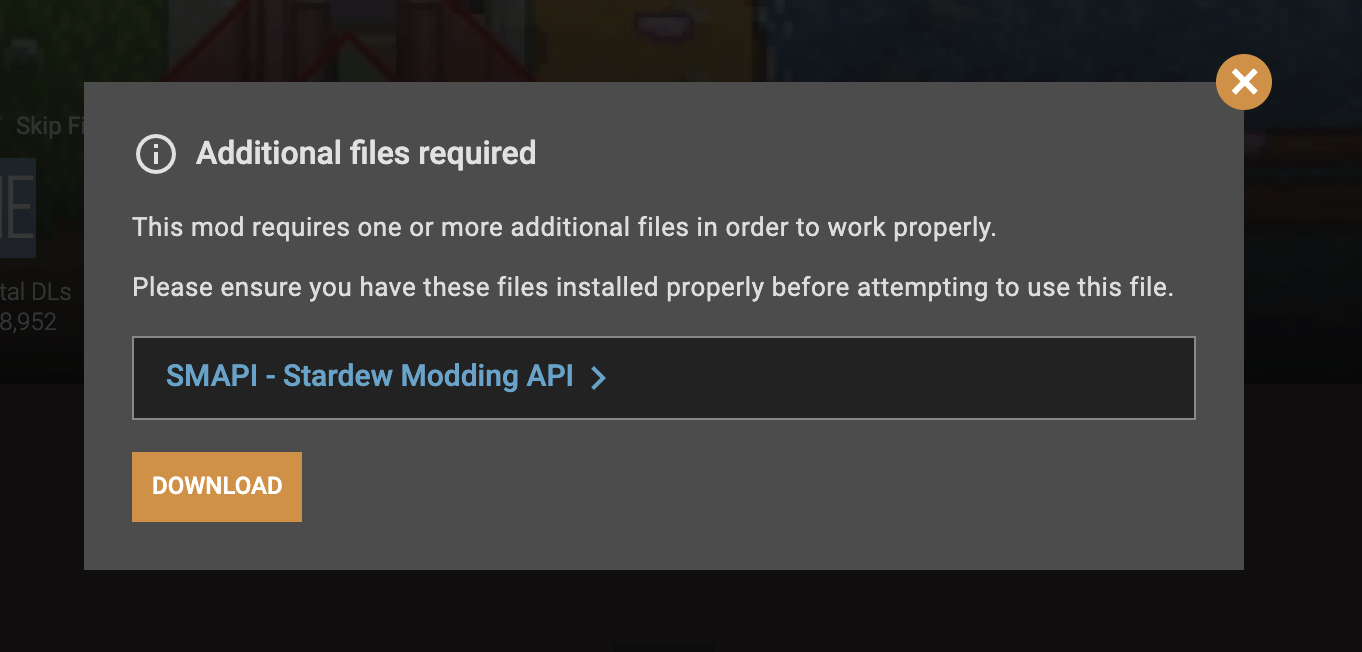 Skip Fi
Additional files required
This mod requires one or more additional files in order to work properly.
Please ensure you have these files installed properly before attempting to use this file.
E
tal DLs
8,952
SMAPI - Stardew Modding API
DOWNLOAD